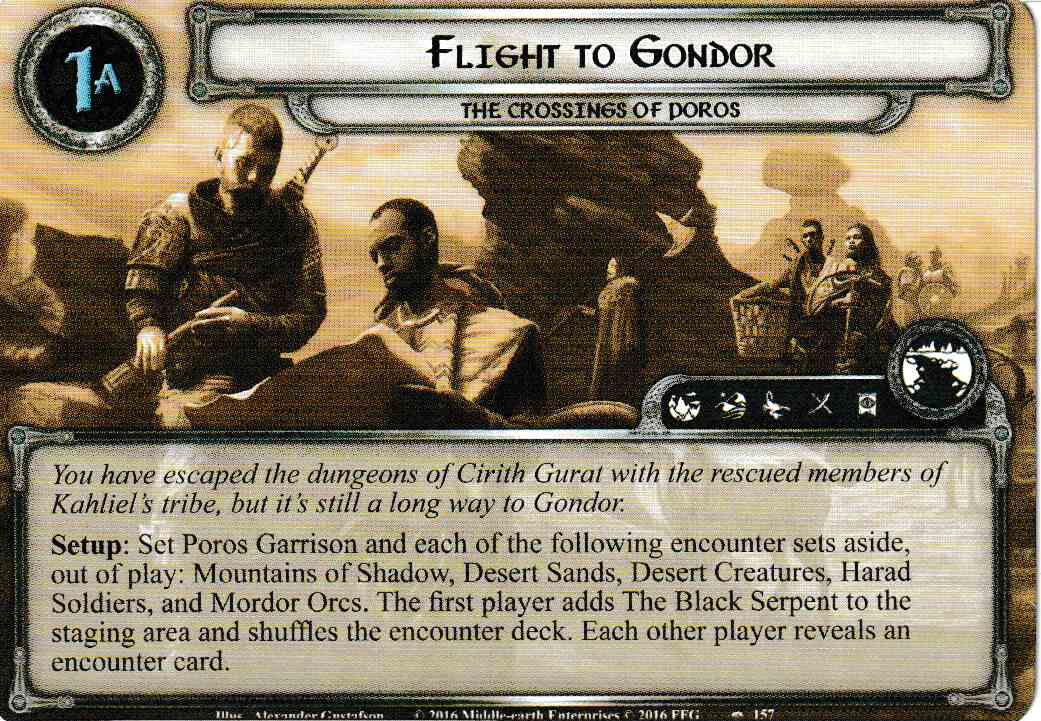 1A
FLIGHT TO GONDOR
THE CROSSINGS OF POROS
You have escaped the dungeons of Cirith Gurat with the rescued members of
Kahliel's tribe, but it's still a long way to Gondor.
Setup: Set Poros Garrison and each of the following encounter sets aside,
out of play: Mountains of Shadow, Desert Sands, Desert Creatures, Harad
Soldiers, and Mordor Orcs. The first player adds The Black Serpent to the
staging area and shuffles the encounter deck. Each other player reveals an
encounter card.
Illus. Alexander Gustafson © 2016 Middle-earth Enterprises © 2016 FFG 157